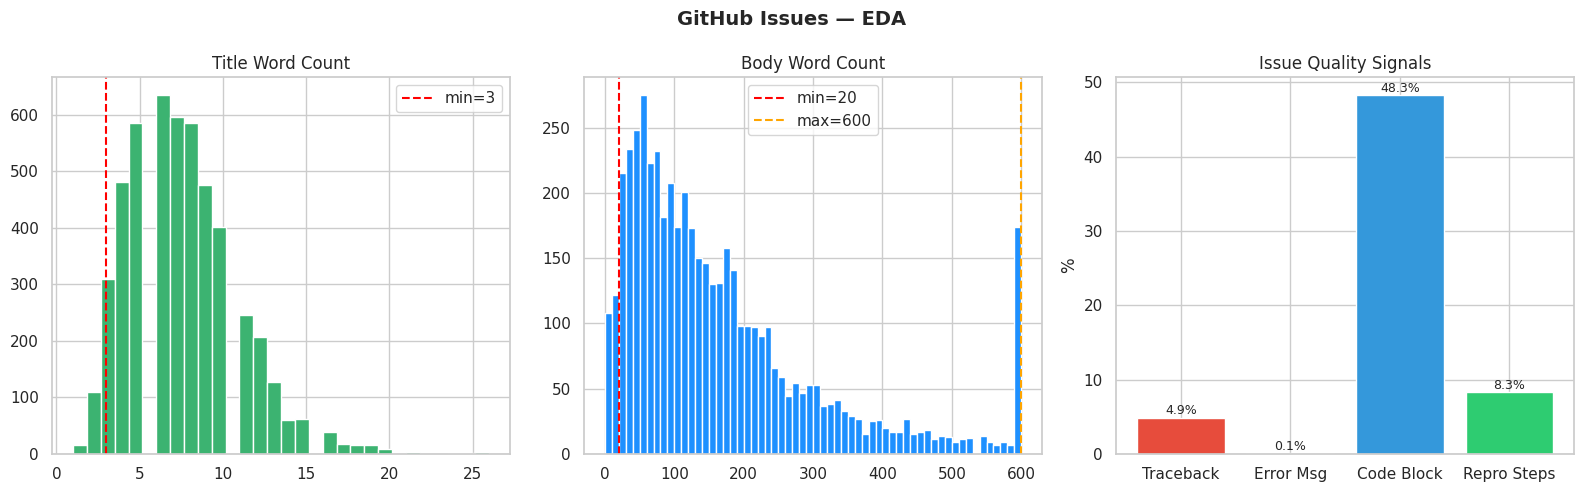 GitHub Issues — EDA
Title Word Count
min=3
600
500
400
300
200
100
0
0 5 10 15 20 25
Body Word Count
min=20
max=600
250
200
150
100
50
0
0 100 200 300 400 500 600
Issue Quality Signals
%
50
40
30
20
10
0
4.9%
0.1%
48.3%
8.3%
Traceback Error Msg Code Block Repro Steps